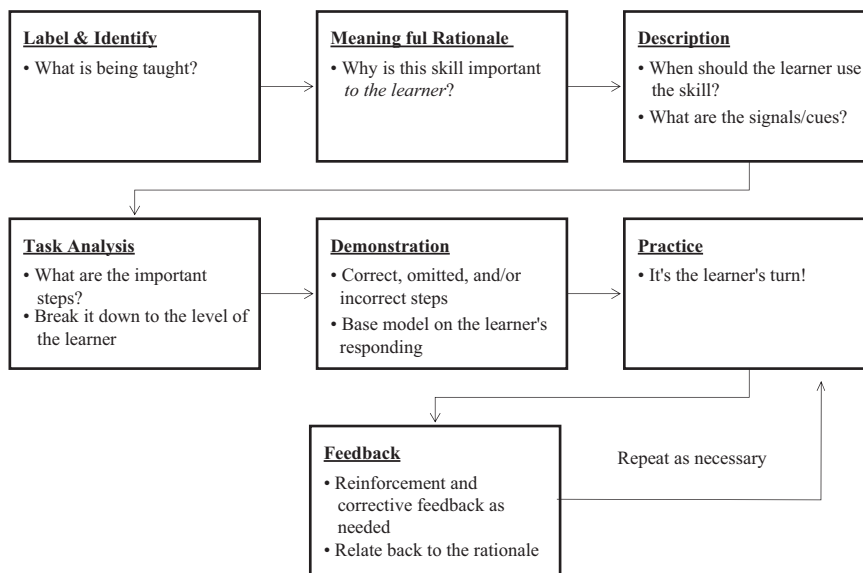 Label & Identify
• What is being taught?
Meaning ful Rationale
• Why is this skill important
to the learner?
Description
• When should the learner use
the skill?
• What are the signals/cues?
Task Analysis
• What are the important
steps?
• Break it down to the level of
the learner
Demonstration
• Correct, omitted, and/or
incorrect steps
• Base model on the learner's
responding
Practice
• It's the learner's turn!
Feedback
• Reinforcement and
corrective feedback as
needed
• Relate back to the rationale
Repeat as necessary